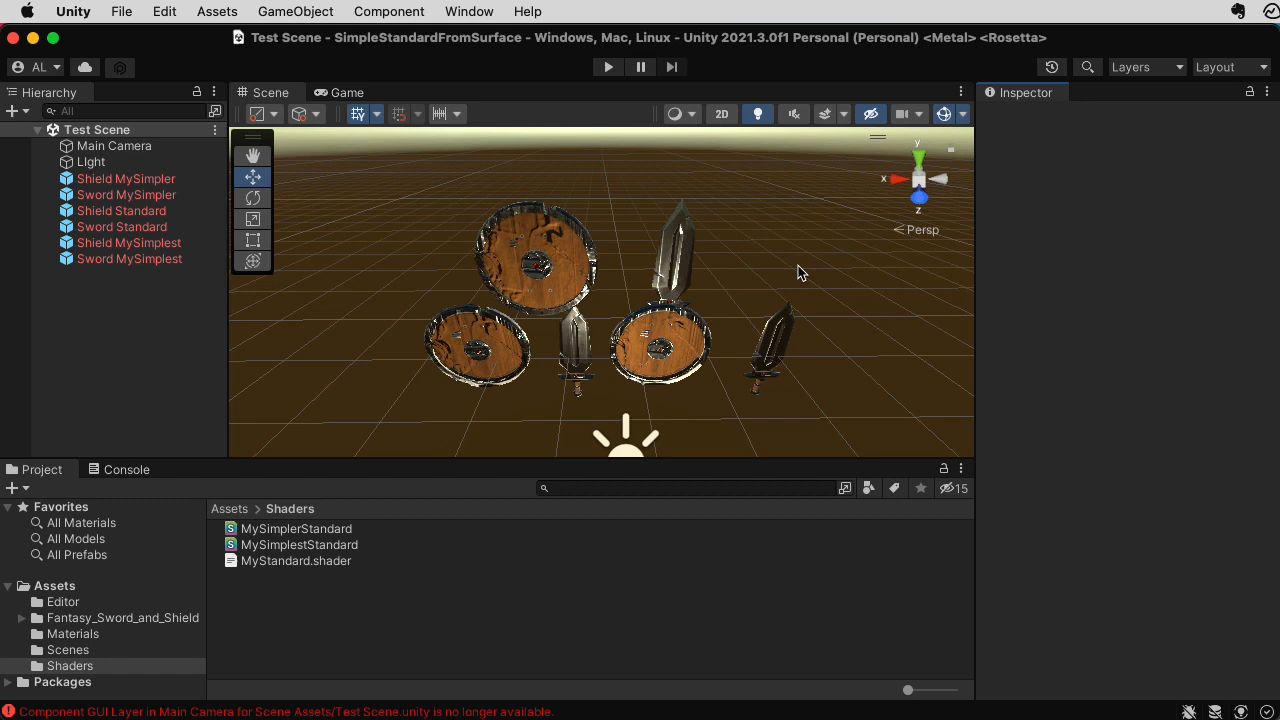 Unity File Edit Assets GameObject Component Window Help
Test Scene - SimpleStandardFromSurface - Windows, Mac, Linux - Unity 2021.3.0f1 Personal (Personal) <Metal> <Rosetta>
AL Layers Layout
Hierarchy Scene Game Inspector
All 2D
Test Scene
Main Camera
LIght
Shield MySimpler
Sword MySimpler
Shield Standard
Sword Standard
Shield MySimplest
Sword MySimplest
y
x
z
< Persp
Project Console
15
Favorites Assets > Shaders
All Materials
All Models
All Prefabs
MySimplerStandard
MySimplestStandard
MyStandard.shader
Assets
Editor
Fantasy_Sword_and_Shield
Materials
Scenes
Shaders
Packages
Component GUI Layer in Main Camera for Scene Assets/Test Scene.unity is no longer available.